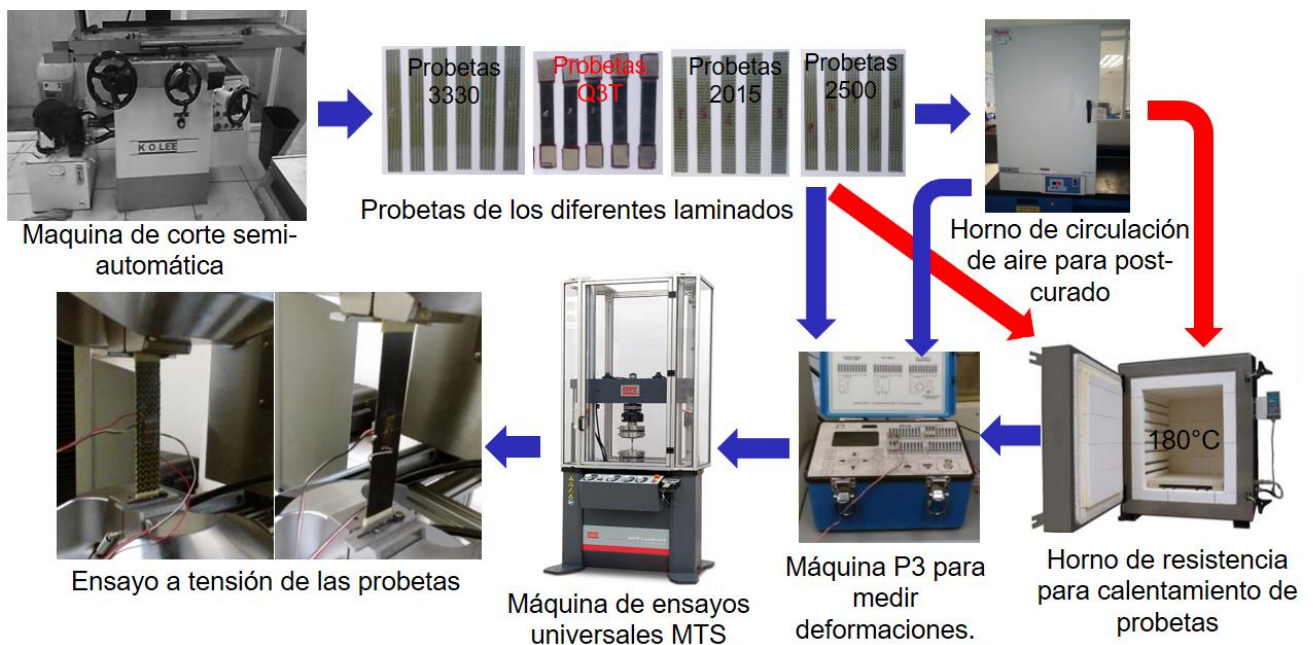 K.O.LEE
Maquina de corte semi-
automática
Probetas
3330
Probetas
Q3T
Probetas
2015
Probetas
2500
Probetas de los diferentes laminados
Horno de circulación
de aire para post-
curado
180°C
Horno de resistencia
para calentamiento de
probetas
Máquina P3 para
medir
deformaciones.
MTS
Máquina de ensayos
universales MTS
Ensayo a tensión de las probetas